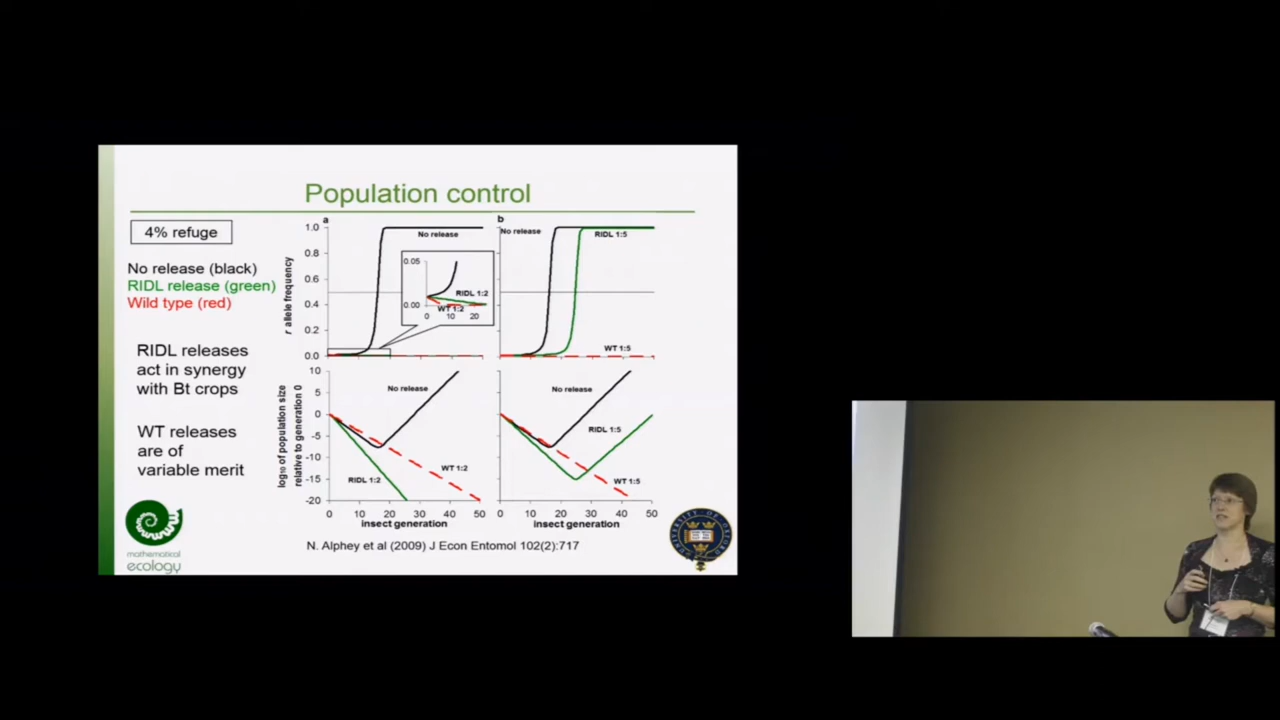 Population control
4% refuge
No release (black)
RIDL release (green)
Wild type (red)
RIDL releases
act in synergy
with Bt crops
WT releases
are of
variable merit
a
r allele frequency
1.0
0.8
0.6
0.4
0.2
0.0
No release
0.05
0.00
RIDL 1:2
WT 1:2
0 10 20
b
No release
RIDL 1:5
WT 1:5
log10 of population size
relative to generation 0
10
5
0
-5
-10
-15
-20
No release
WT 1:2
RIDL 1:2
0 10 20 30 40 50
insect generation
No release
RIDL 1:5
WT 1:5
0 10 20 30 40 50
insect generation
N. Alphey et al (2009) J Econ Entomol 102(2):717
mathematical
ecology
UNIVERSITY OF OXFORD